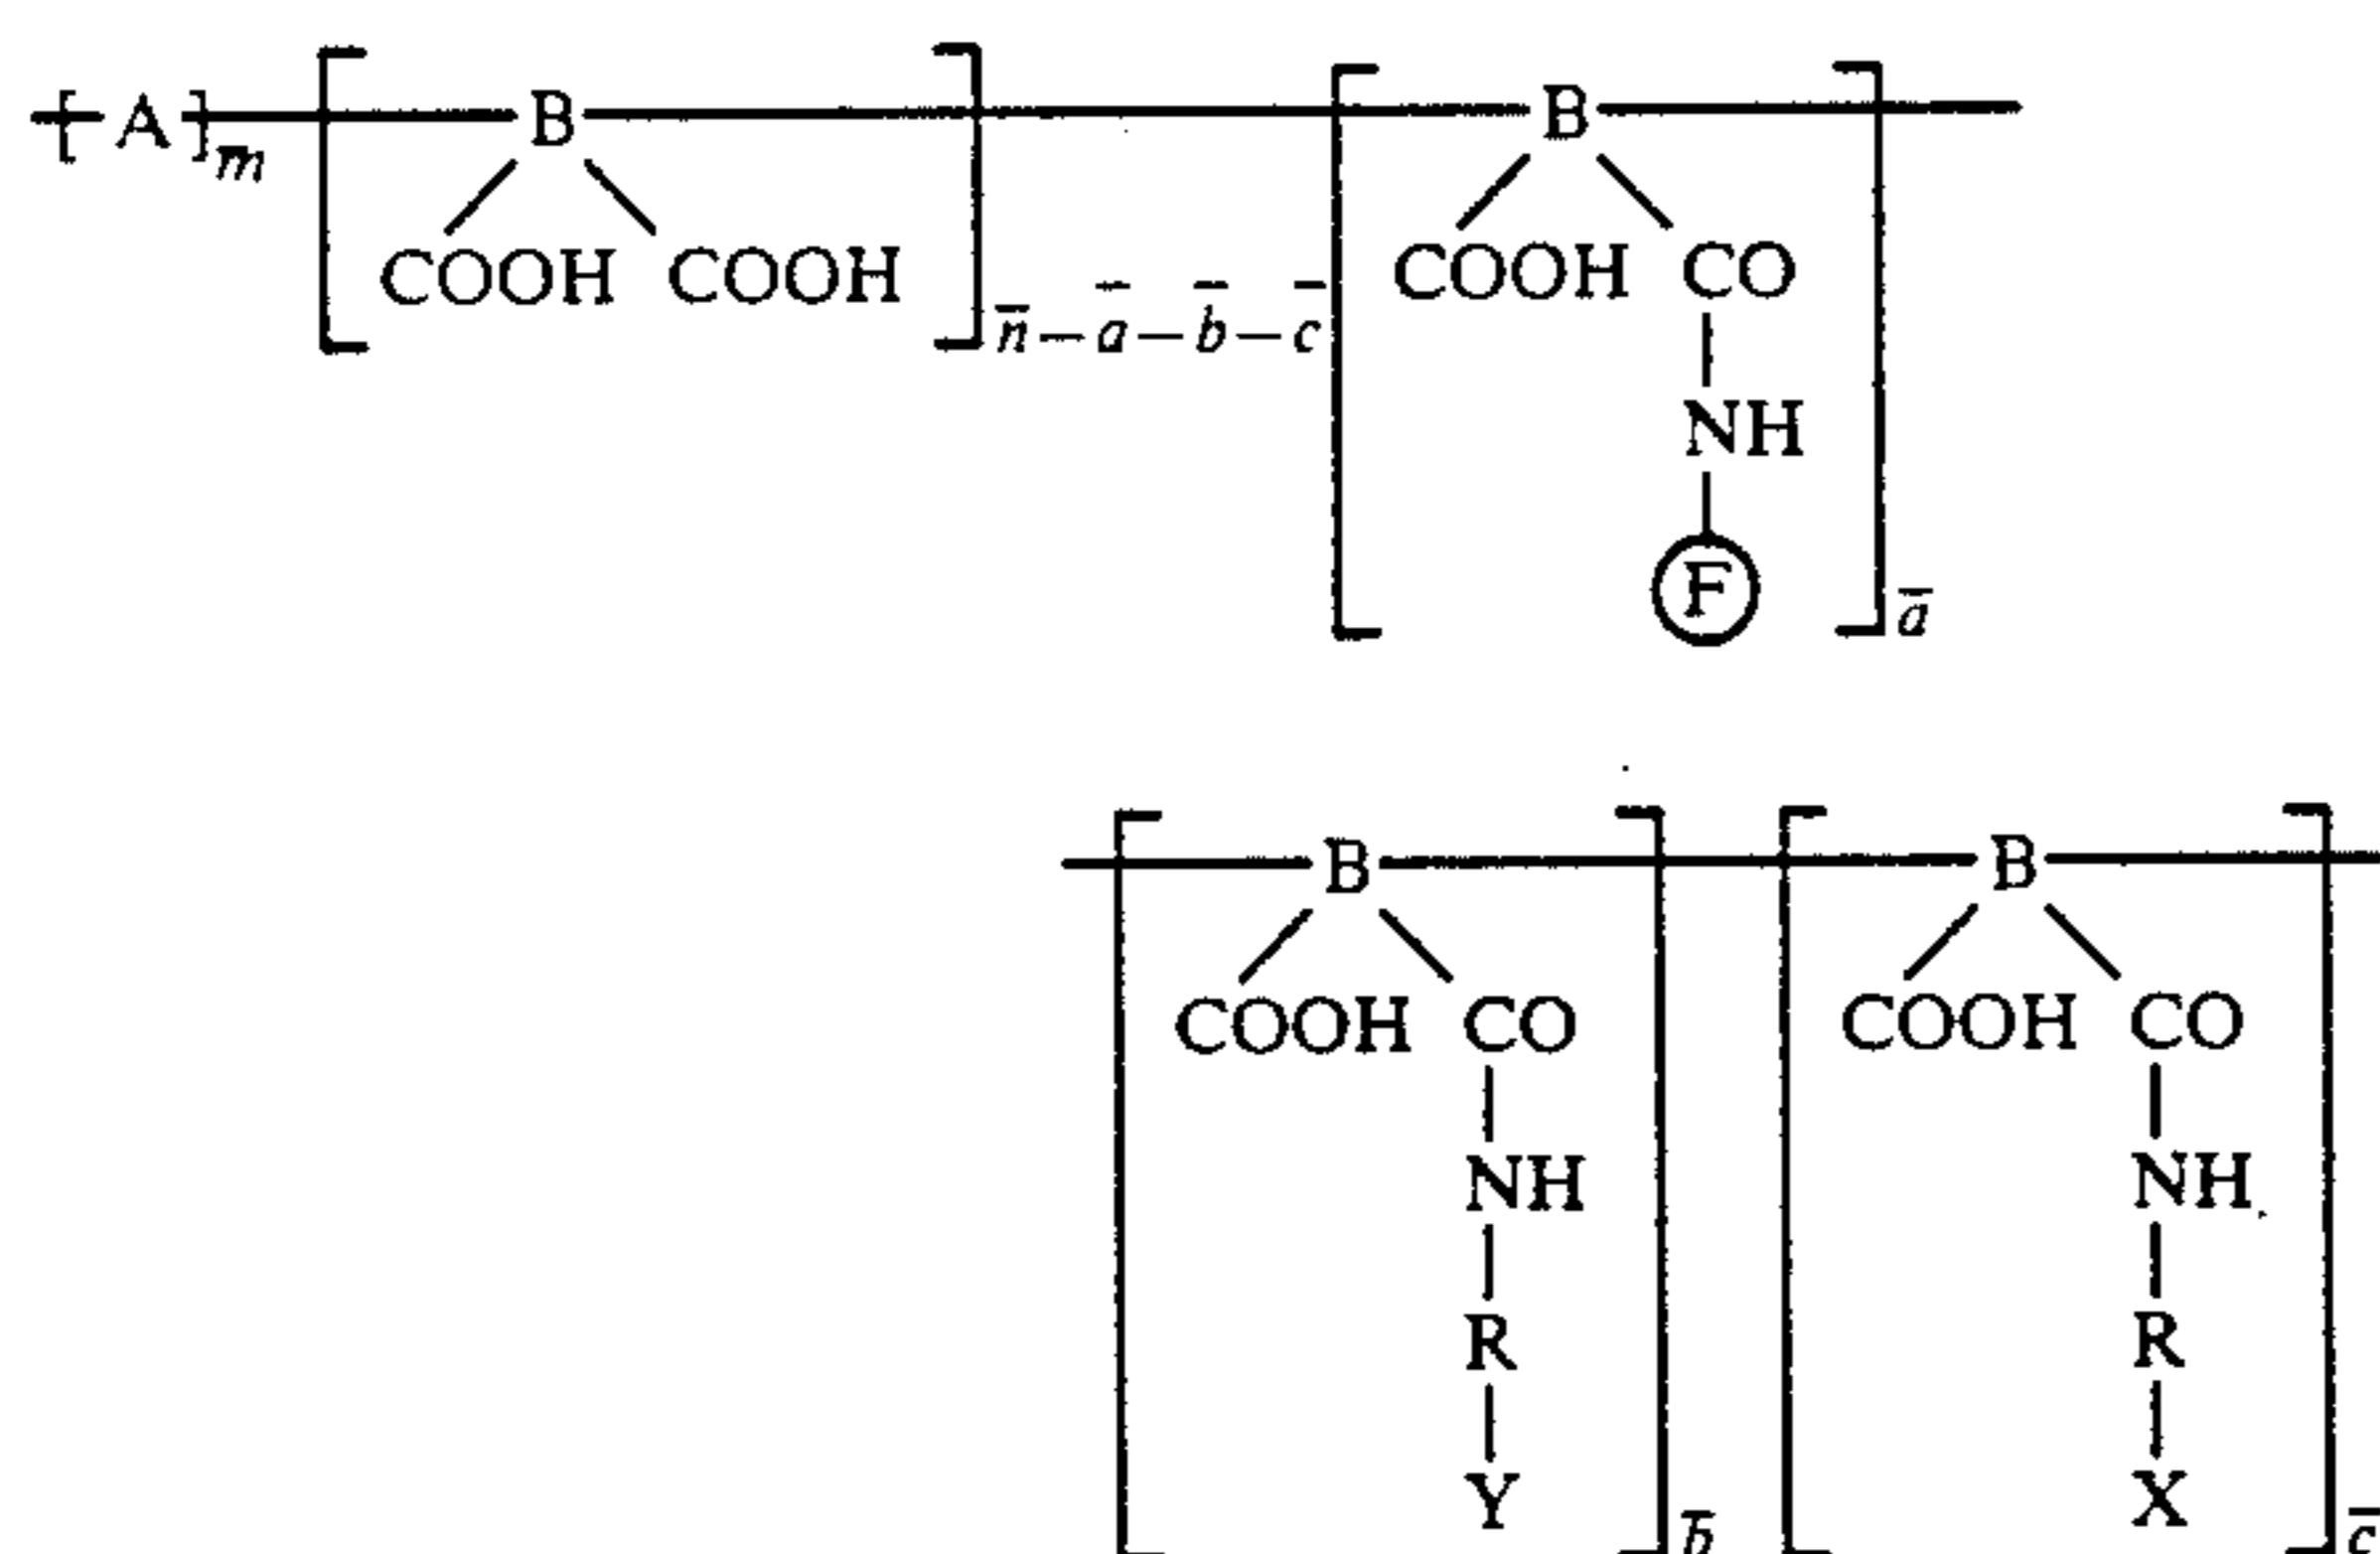 [ A ]m [ B ] [ B ]
COOH COOH COOH CO
n̅—a̅—b̅—c̅
NH
F
a̅
B B
COOH CO COOH CO
NH NH
R R
Y X
b̅ c̅